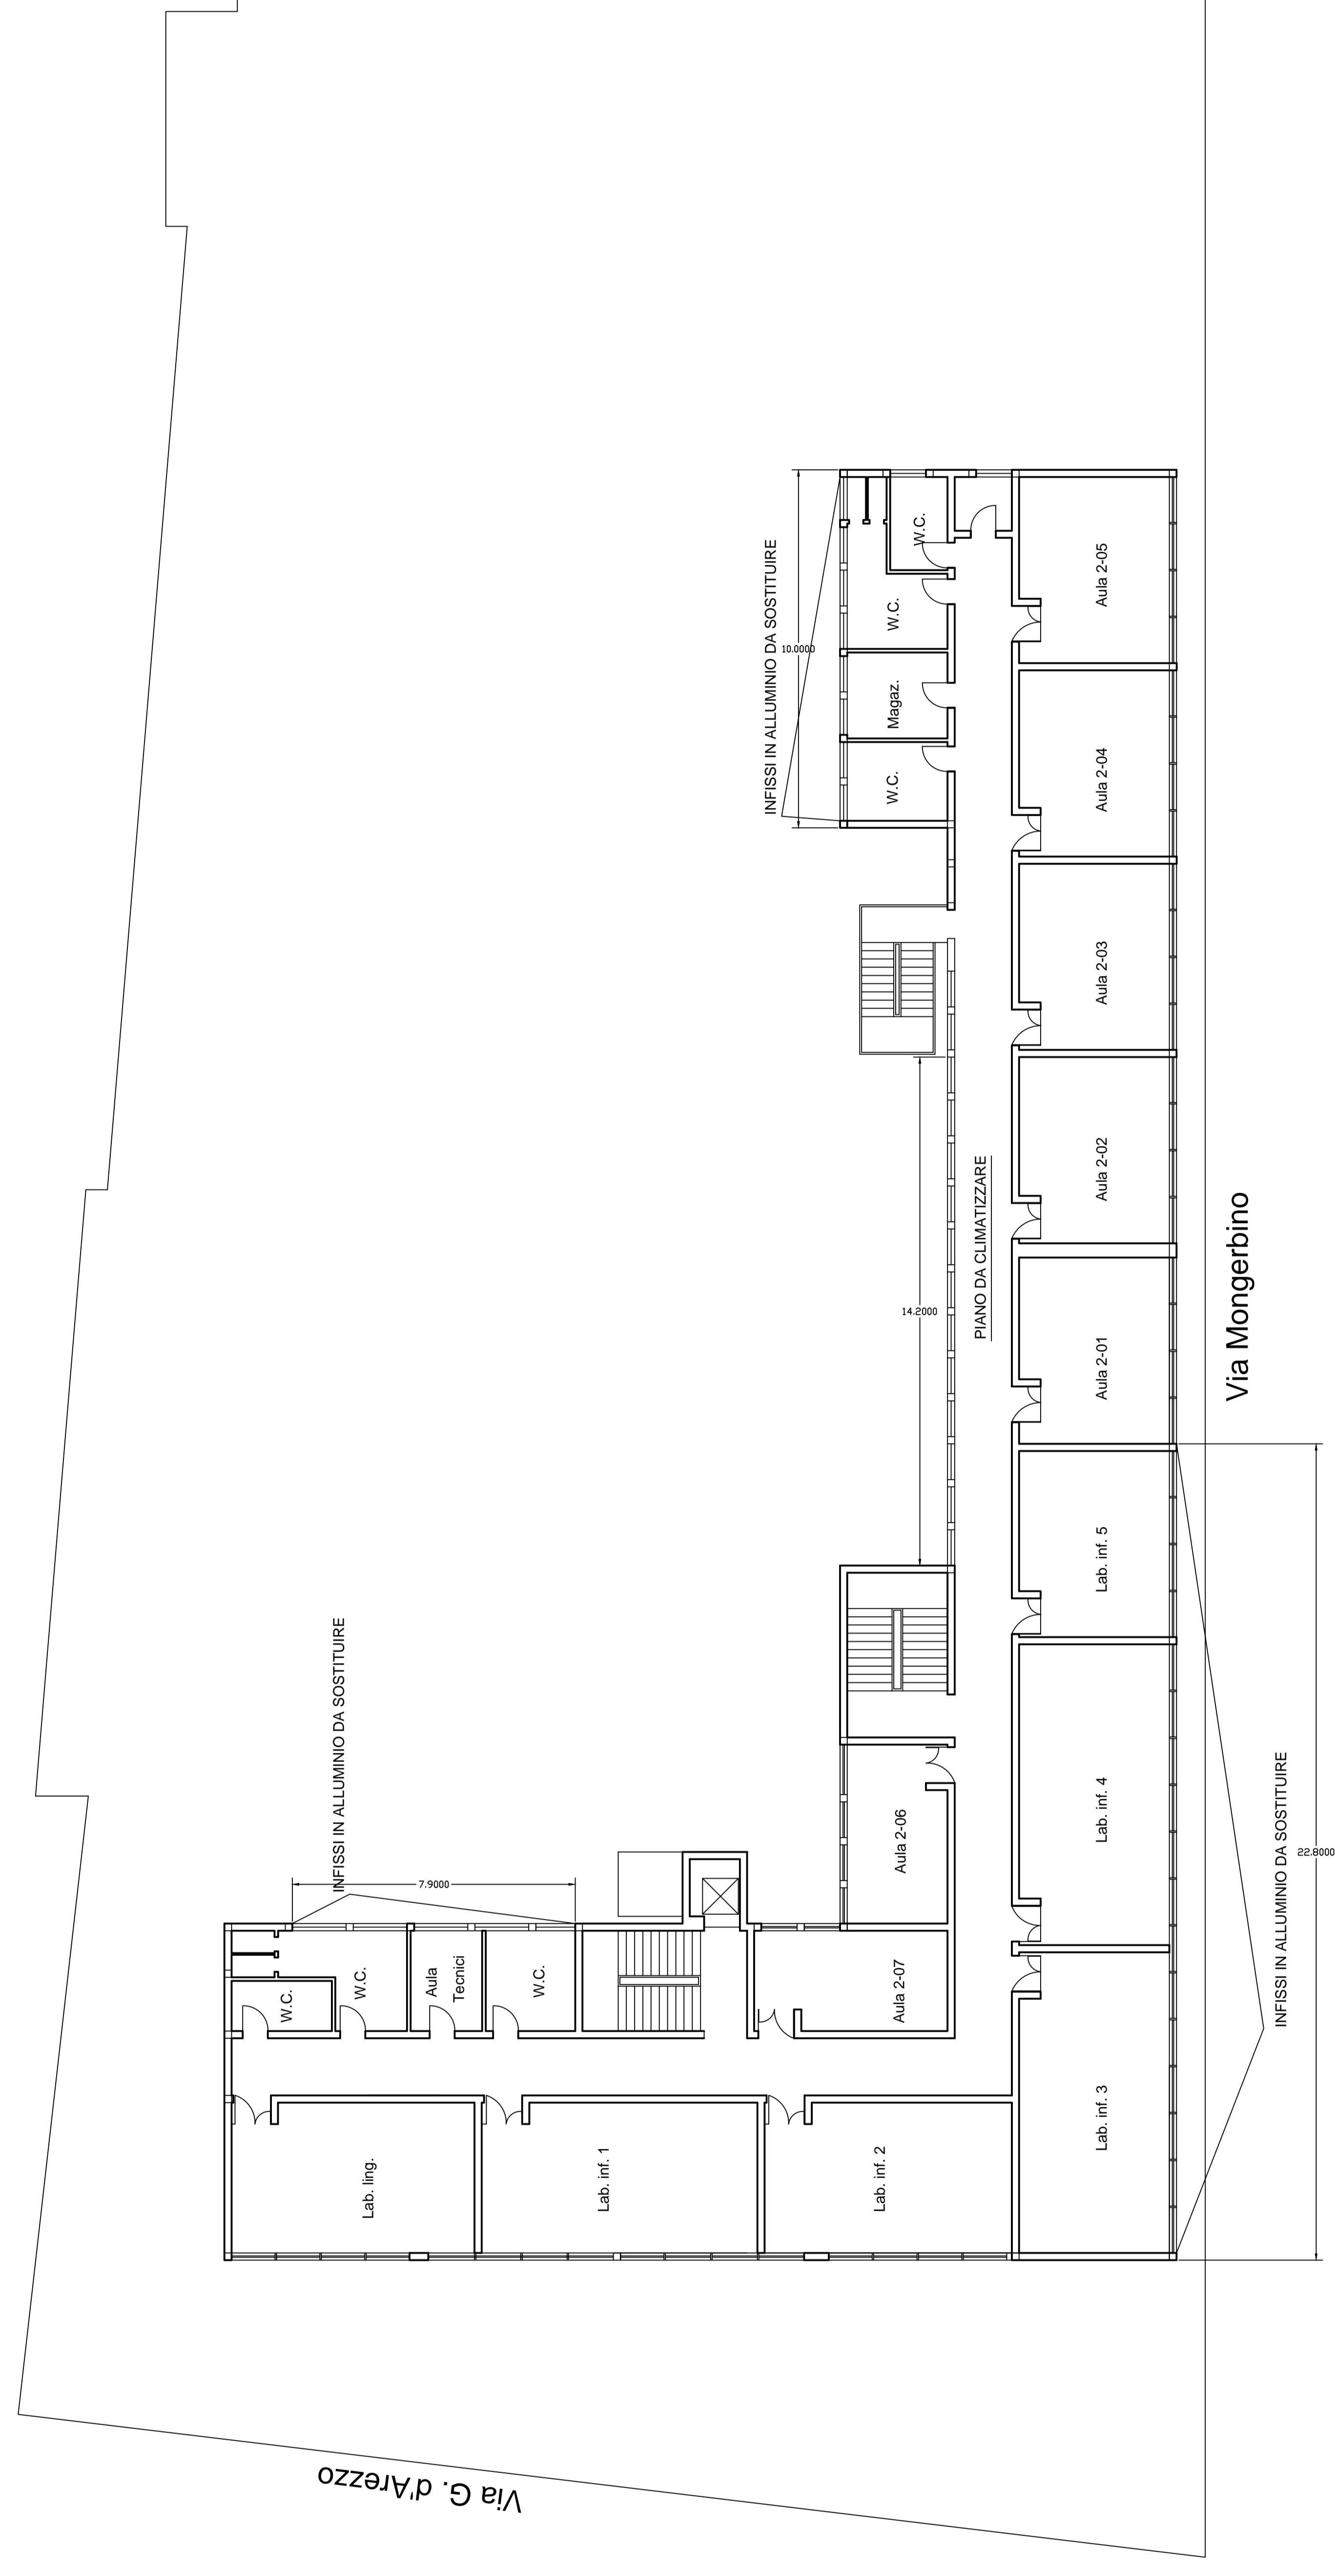 INFISSI IN ALLUMINIO DA SOSTITUIRE
10.0000
W.C.
W.C.
Magaz.
W.C.
Aula 2-05
Aula 2-04
Aula 2-03
Aula 2-02
Aula 2-01
14.2000
PIANO DA CLIMATIZZARE
Via Mongerbino
Lab. inf. 5
Lab. inf. 4
Lab. inf. 3
INFISSI IN ALLUMINIO DA SOSTITUIRE
22.8000
INFISSI IN ALLUMINIO DA SOSTITUIRE
7.9000
W.C.
W.C.
Aula
Tecnici
W.C.
Aula 2-06
Aula 2-07
Lab. ling.
Lab. inf. 1
Lab. inf. 2
Via G. d'Arezzo